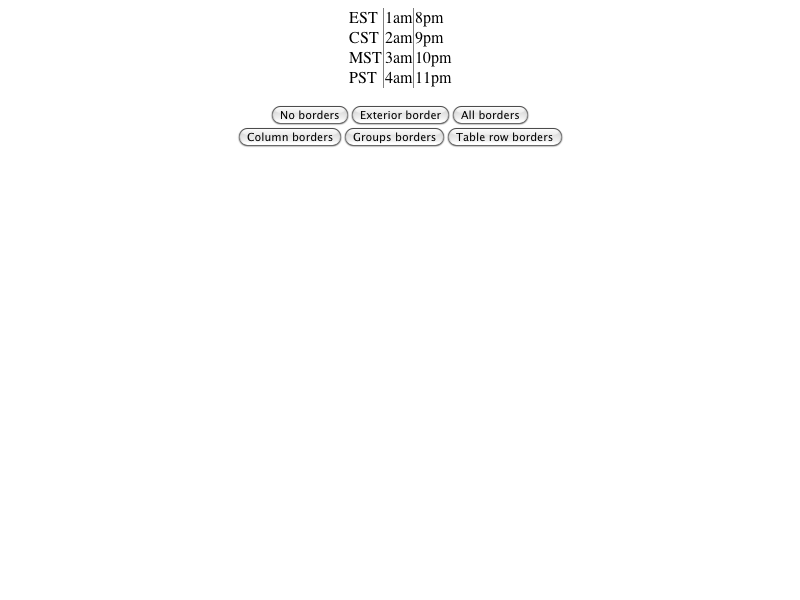 EST 1am 8pm
CST 2am 9pm
MST 3am 10pm
PST 4am 11pm
No borders Exterior border All borders
Column borders Groups borders Table row borders